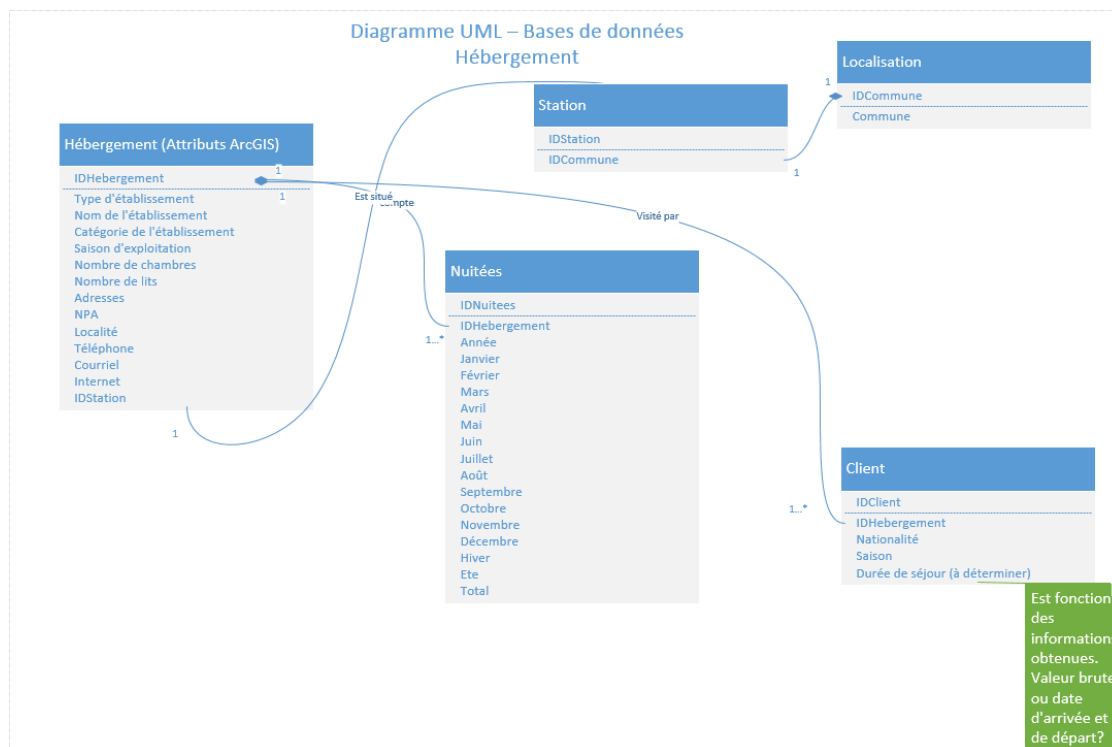 Diagramme UML – Bases de données
Hébergement
Localisation
IDCommune
Commune
1
Station
IDStation
IDCommune
1
Hébergement (Attributs ArcGIS)
IDHebergement
Type d'établissement
Nom de l'établissement
Catégorie de l'établissement
Saison d'exploitation
Nombre de chambres
Nombre de lits
Adresses
NPA
Localité
Téléphone
Courriel
Internet
IDStation
1
1
1
Est situé
compte
Visité par
Nuitées
IDNuitees
IDHebergement
Année
Janvier
Février
Mars
Avril
Mai
Juin
Juillet
Août
Septembre
Octobre
Novembre
Décembre
Hiver
Ete
Total
1...*
Client
IDClient
IDHebergement
Nationalité
Saison
Durée de séjour (à déterminer)
1...*
Est fonction
des
informations
obtenues.
Valeur brute
ou date
d'arrivée et
de départ?